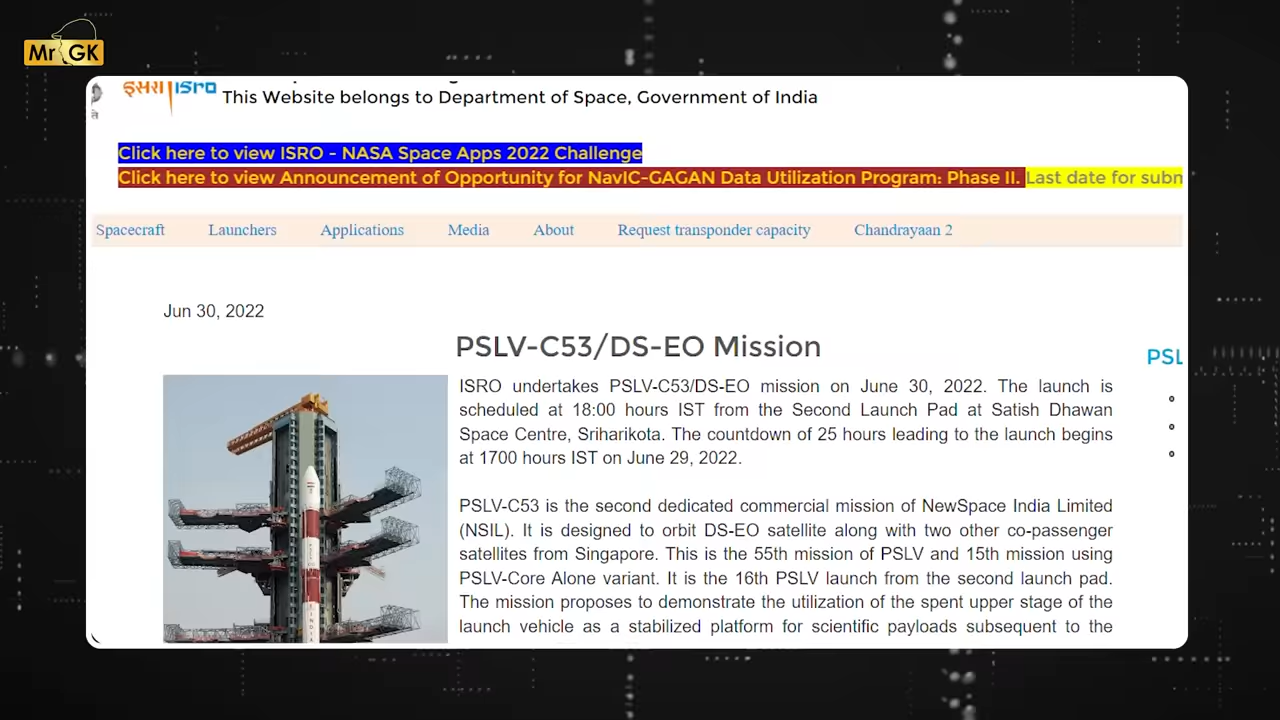 Mr GK
इसरो isro
This Website belongs to Department of Space, Government of India
Click here to view ISRO - NASA Space Apps 2022 Challenge
Click here to view Announcement of Opportunity for NavIC-GAGAN Data Utilization Program: Phase II. Last date for subm
Spacecraft Launchers Applications Media About Request transponder capacity Chandrayaan 2
Jun 30, 2022
PSLV-C53/DS-EO Mission
PSL
ISRO undertakes PSLV-C53/DS-EO mission on June 30, 2022. The launch is
scheduled at 18:00 hours IST from the Second Launch Pad at Satish Dhawan
Space Centre, Sriharikota. The countdown of 25 hours leading to the launch begins
at 1700 hours IST on June 29, 2022.
PSLV-C53 is the second dedicated commercial mission of NewSpace India Limited
(NSIL). It is designed to orbit DS-EO satellite along with two other co-passenger
satellites from Singapore. This is the 55th mission of PSLV and 15th mission using
PSLV-Core Alone variant. It is the 16th PSLV launch from the second launch pad.
The mission proposes to demonstrate the utilization of the spent upper stage of the
launch vehicle as a stabilized platform for scientific payloads subsequent to the